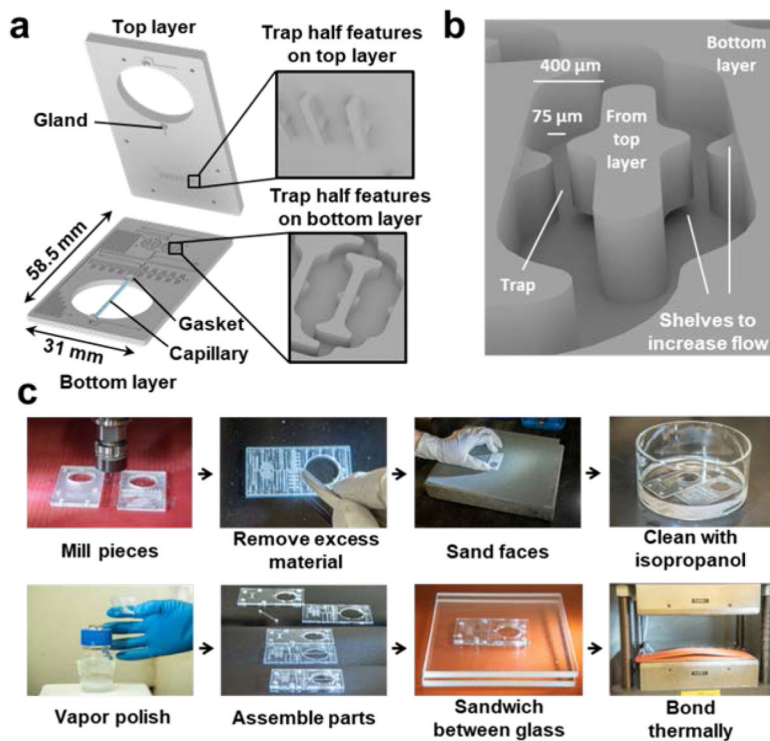 a
Top layer
Trap half features
on top layer
Gland
Trap half features
on bottom layer
58.5 mm
31 mm
Gasket
Capillary
Bottom layer
b
Bottom
layer
400 μm
75 μm
From
top
layer
Trap
Shelves to
increase flow
c
Mill pieces
Remove excess
material
Sand faces
Clean with
isopropanol
Vapor polish
Assemble parts
Sandwich
between glass
Bond
thermally